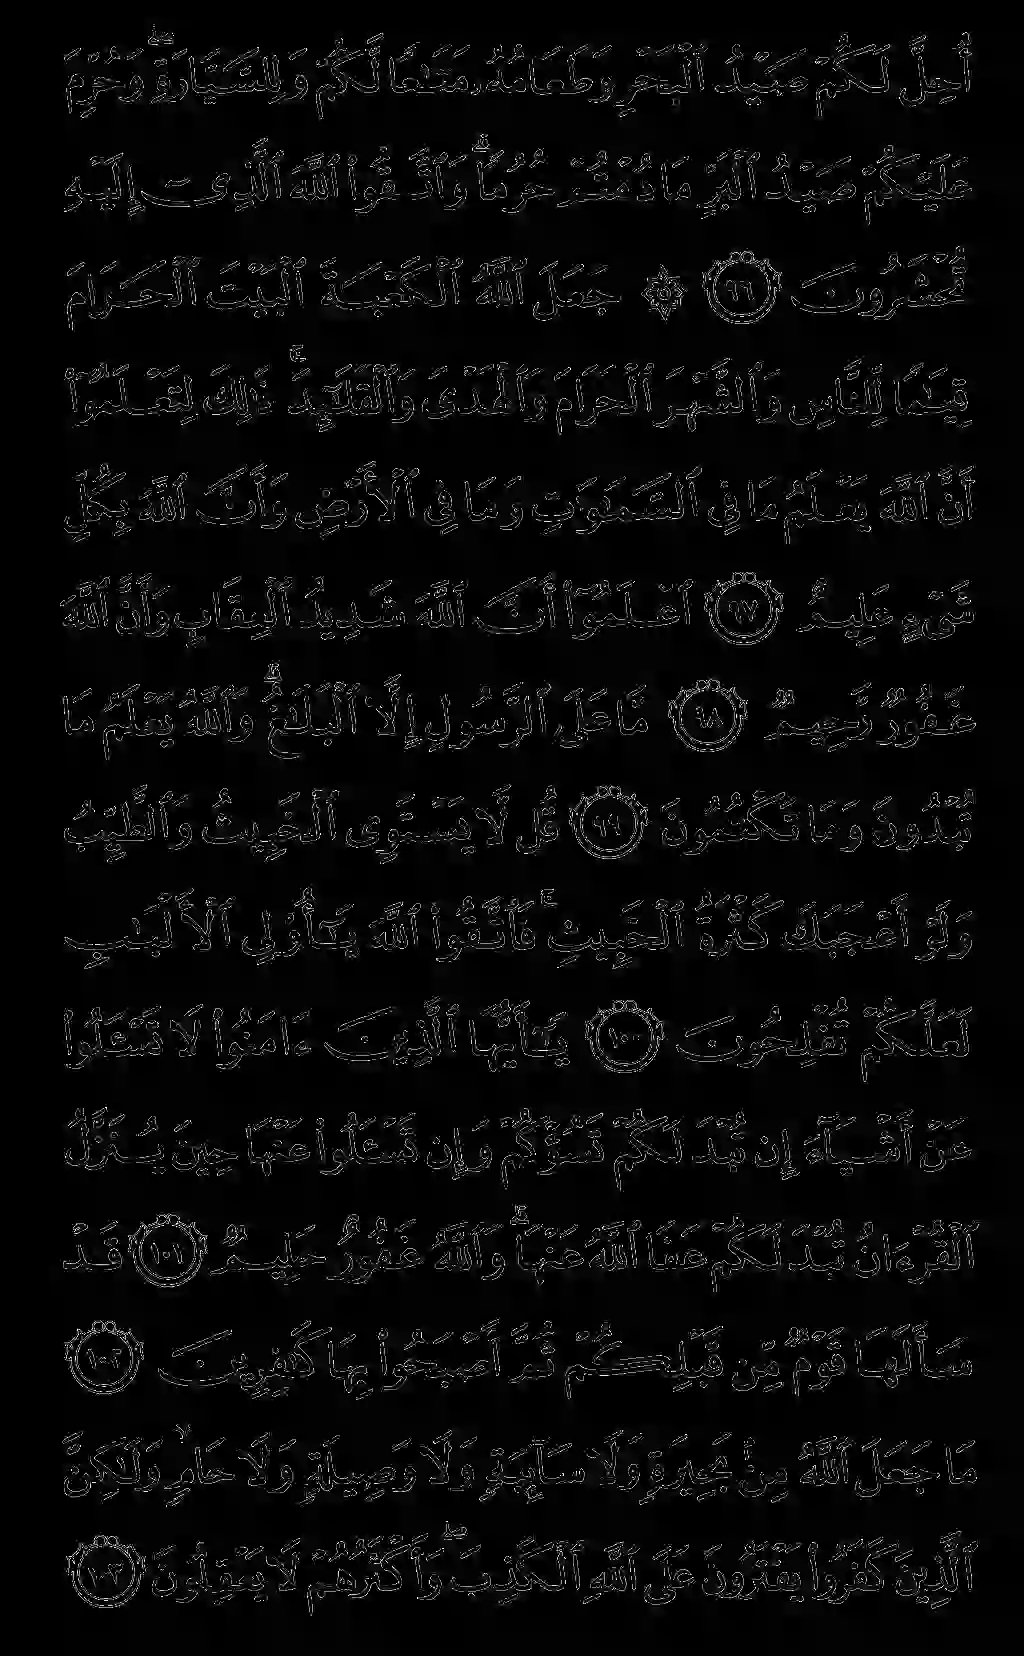 أُحِلَّ لَكُمْ صَيْدُ ٱلْبَحْرِ وَطَعَامُهُۥ مَتَٰعًا لَّكُمْ وَلِلسَّيَّارَةِ ۖ وَحُرِّمَ
عَلَيْكُمْ صَيْدُ ٱلْبَرِّ مَا دُمْتُمْ حُرُمًا ۗ وَٱتَّقُوا۟ ٱللَّهَ ٱلَّذِىٓ إِلَيْهِ
تُحْشَرُونَ ٩٦ ۞ جَعَلَ ٱللَّهُ ٱلْكَعْبَةَ ٱلْبَيْتَ ٱلْحَرَامَ
قِيَٰمًا لِّلنَّاسِ وَٱلشَّهْرَ ٱلْحَرَامَ وَٱلْهَدْىَ وَٱلْقَلَٰٓئِدَ ۚ ذَٰلِكَ لِتَعْلَمُوٓا۟
أَنَّ ٱللَّهَ يَعْلَمُ مَا فِى ٱلسَّمَٰوَٰتِ وَمَا فِى ٱلْأَرْضِ وَأَنَّ ٱللَّهَ بِكُلِّ
شَىْءٍ عَلِيمٌ ٩٧ ٱعْلَمُوٓا۟ أَنَّ ٱللَّهَ شَدِيدُ ٱلْعِقَابِ وَأَنَّ ٱللَّهَ
غَفُورٌ رَّحِيمٌ ٩٨ مَّا عَلَى ٱلرَّسُولِ إِلَّا ٱلْبَلَٰغُ ۗ وَٱللَّهُ يَعْلَمُ مَا
تُبْدُونَ وَمَا تَكْتُمُونَ ٩٩ قُل لَّا يَسْتَوِى ٱلْخَبِيثُ وَٱلطَّيِّبُ
وَلَوْ أَعْجَبَكَ كَثْرَةُ ٱلْخَبِيثِ ۚ فَٱتَّقُوا۟ ٱللَّهَ يَٰٓأُو۟لِى ٱلْأَلْبَٰبِ
لَعَلَّكُمْ تُفْلِحُونَ ١٠٠ يَٰٓأَيُّهَا ٱلَّذِينَ ءَامَنُوا۟ لَا تَسْـَٔلُوا۟
عَنْ أَشْيَآءَ إِن تُبْدَ لَكُمْ تَسُؤْكُمْ وَإِن تَسْـَٔلُوا۟ عَنْهَا حِينَ يُنَزَّلُ
ٱلْقُرْءَانُ تُبْدَ لَكُمْ عَفَا ٱللَّهُ عَنْهَا ۗ وَٱللَّهُ غَفُورٌ حَلِيمٌ ١٠١ قَدْ
سَأَلَهَا قَوْمٌ مِّن قَبْلِكُمْ ثُمَّ أَصْبَحُوا۟ بِهَا كَٰفِرِينَ ١٠٢
مَا جَعَلَ ٱللَّهُ مِنۢ بَحِيرَةٍ وَلَا سَآئِبَةٍ وَلَا وَصِيلَةٍ وَلَا حَامٍ ۙ وَلَٰكِنَّ
ٱلَّذِينَ كَفَرُوا۟ يَفْتَرُونَ عَلَى ٱللَّهِ ٱلْكَذِبَ ۖ وَأَكْثَرُهُمْ لَا يَعْقِلُونَ ١٠٣